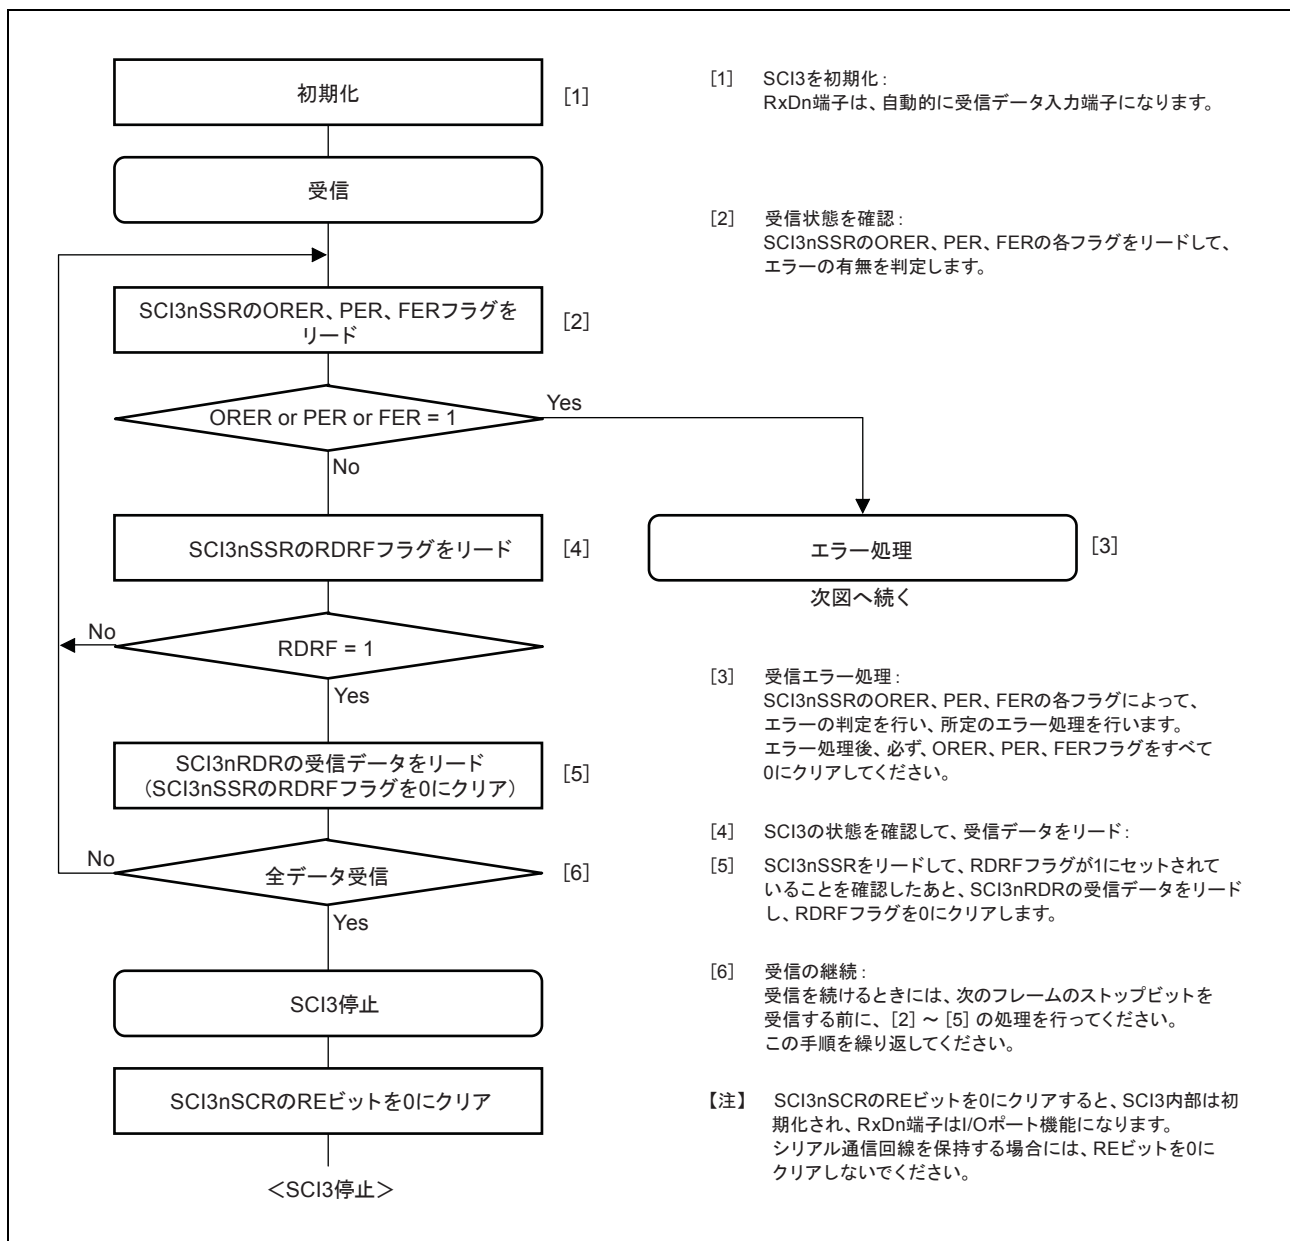 初期化
[1]
受信
SCI3nSSRのORER、PER、FERフラグを
リード
[2]
ORER or PER or FER = 1
Yes
No
SCI3nSSRのRDRFフラグをリード
[4]
エラー処理
[3]
次図へ続く
No
RDRF = 1
Yes
SCI3nRDRの受信データをリード
（SCI3nSSRのRDRFフラグを0にクリア）
[5]
No
全データ受信
[6]
Yes
SCI3停止
SCI3nSCRのREビットを0にクリア
＜SCI3停止＞
[1] SCI3を初期化：
RxDn端子は、自動的に受信データ入力端子になります。
[2] 受信状態を確認：
SCI3nSSRのORER、PER、FERの各フラグをリードして、
エラーの有無を判定します。
[3] 受信エラー処理：
SCI3nSSRのORER、PER、FERの各フラグによって、
エラーの判定を行い、所定のエラー処理を行います。
エラー処理後、必ず、ORER、PER、FERフラグをすべて
0にクリアしてください。
[4] SCI3の状態を確認して、受信データをリード：
[5] SCI3nSSRをリードして、RDRFフラグが1にセットされて
いることを確認したあと、SCI3nRDRの受信データをリード
し、RDRFフラグを0にクリアします。
[6] 受信の継続：
受信を続けるときには、次のフレームのストップビットを
受信する前に、[2]～[5]の処理を行ってください。
この手順を繰り返してください。
【注】 SCI3nSCRのREビットを0にクリアすると、SCI3内部は初
期化され、RxDn端子はI/Oポート機能になります。
シリアル通信回線を保持する場合には、REビットを0に
クリアしないでください。